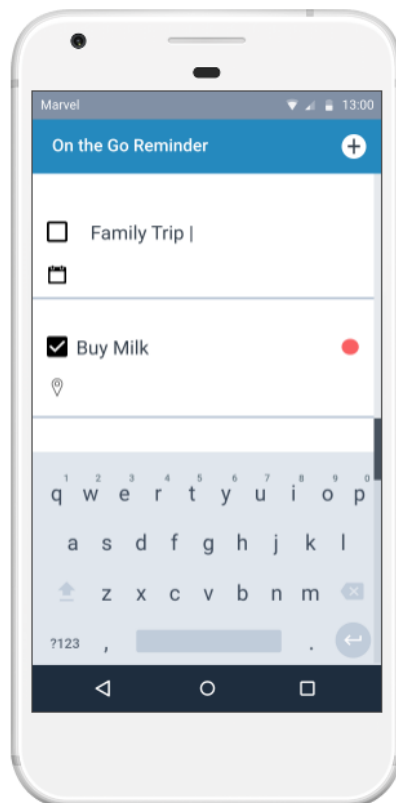 Marvel 13:00
On the Go Reminder
Family Trip |
Buy Milk
1 2 3 4 5 6 7 8 9 0
q w e r t y u i o p
a s d f g h j k l
z x c v b n m
?123 , .